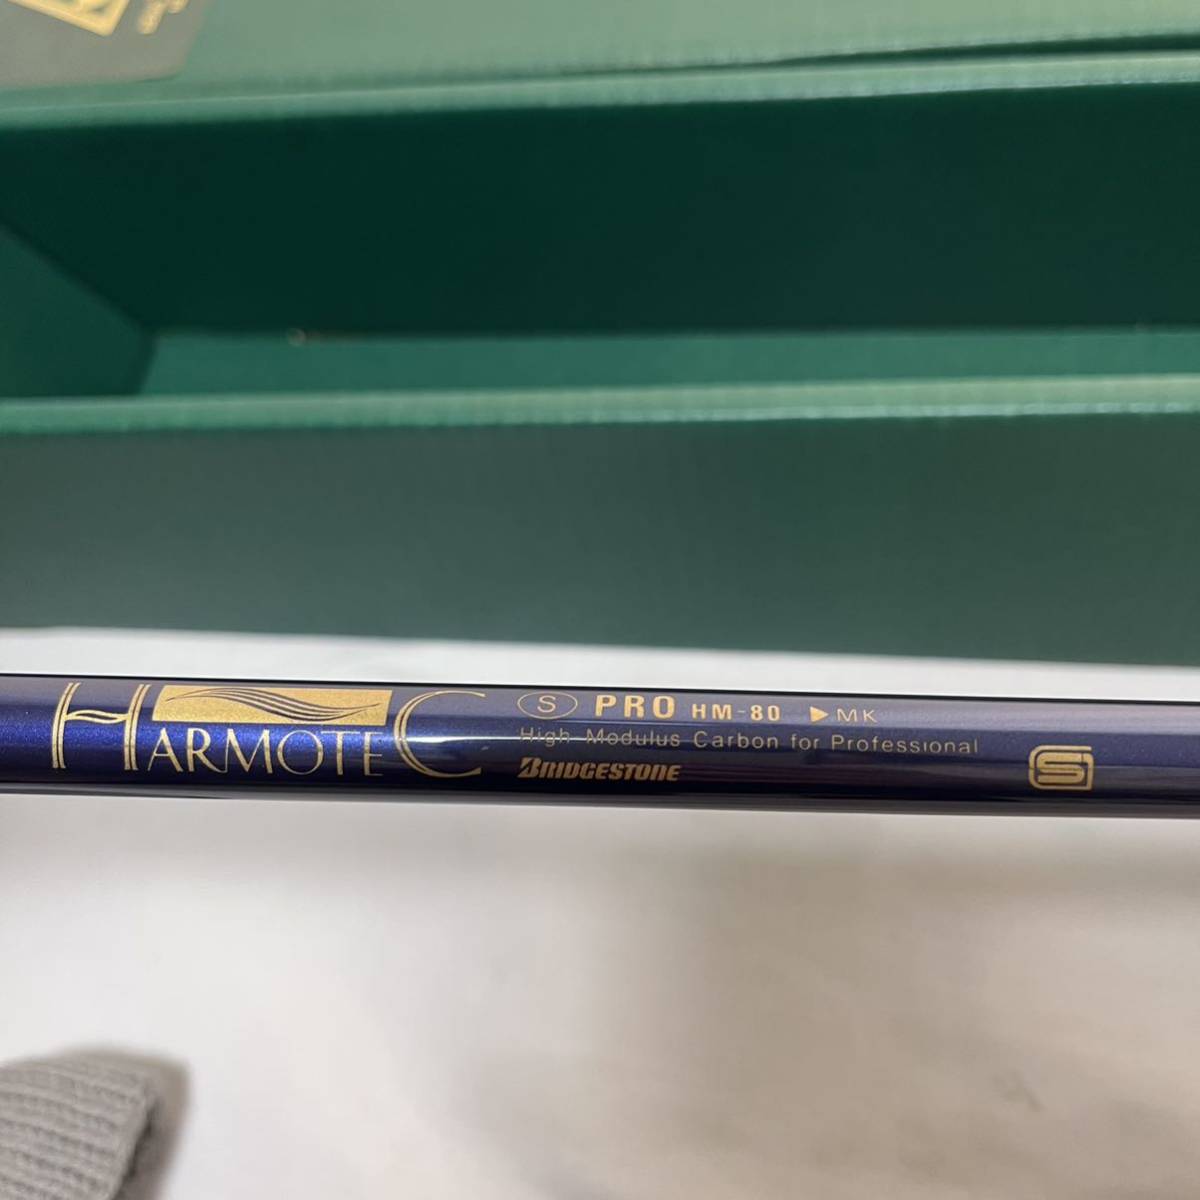 HARMOTEC
S PRO HM-80 ▶MK
High Modulus Carbon for Professional
BRIDGESTONE